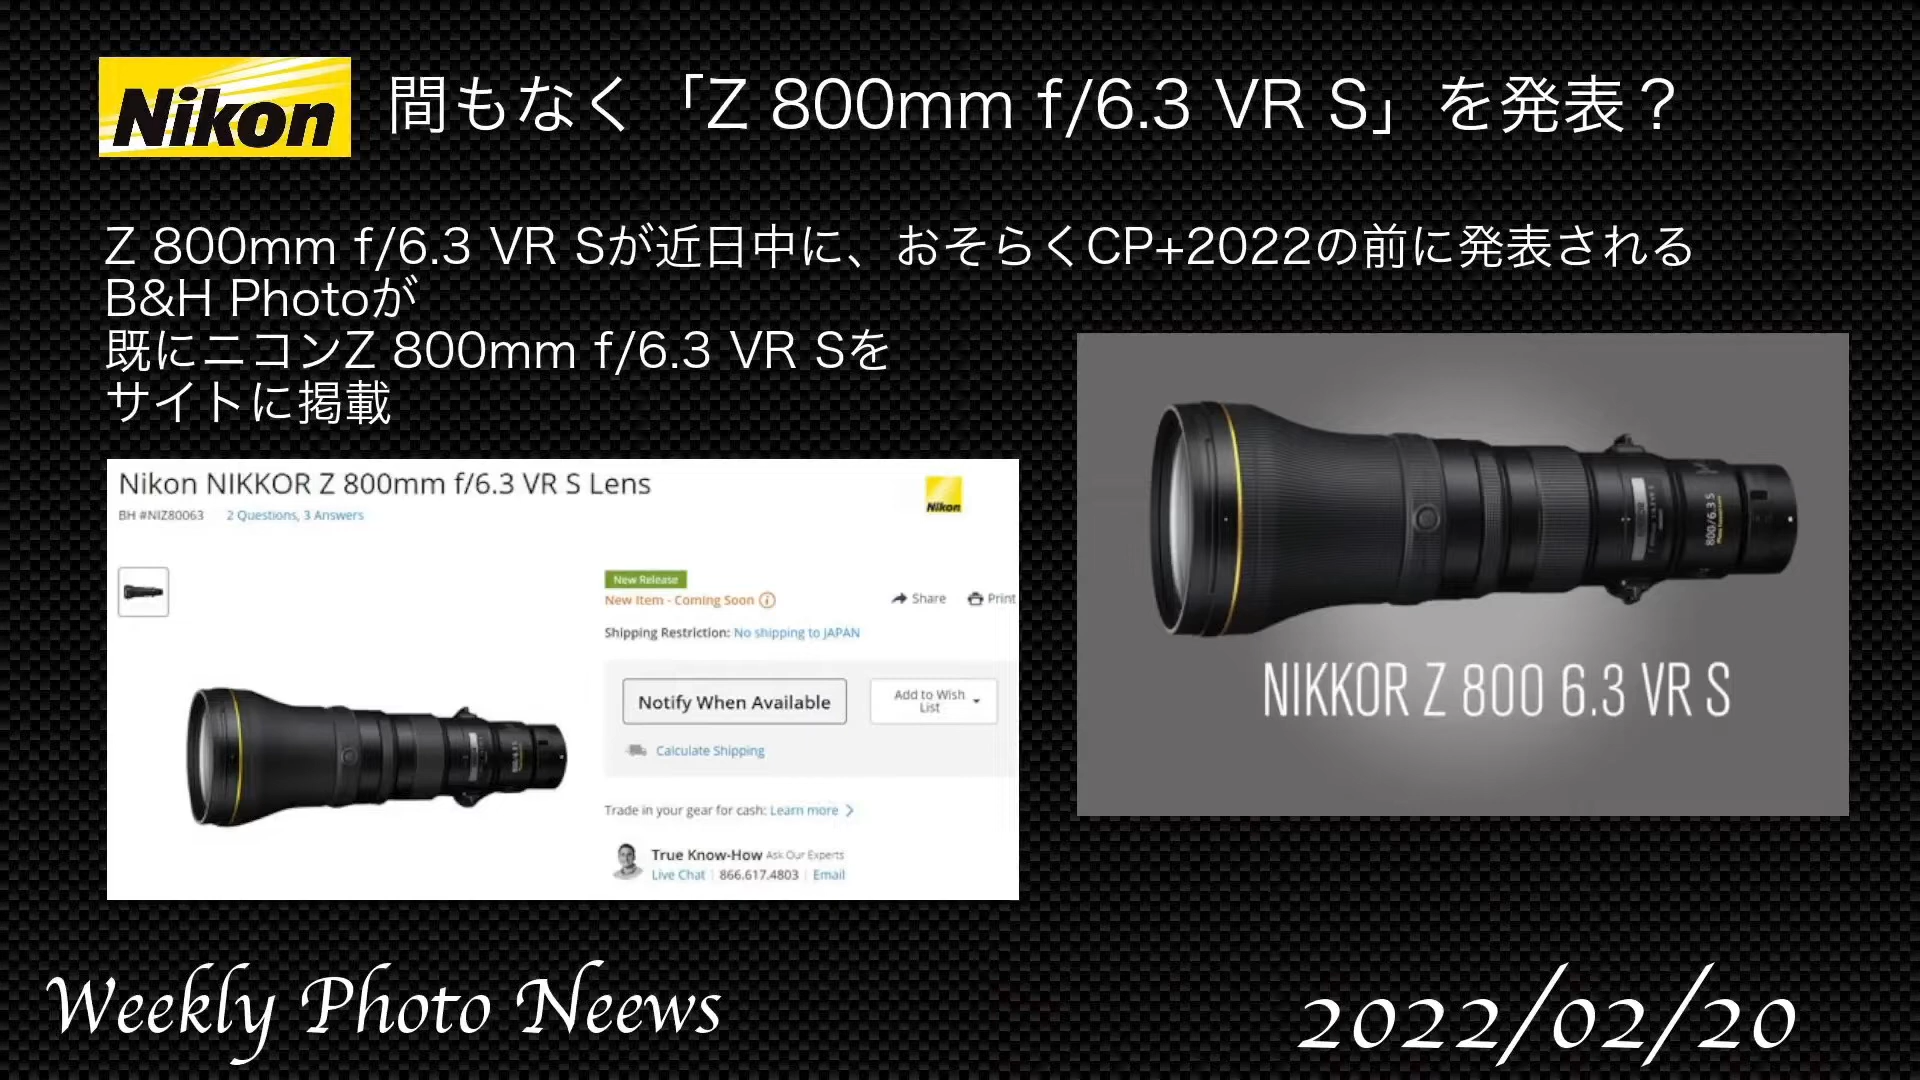 Nikon
間もなく「Z 800mm f/6.3 VR S」を発表？
Z 800mm f/6.3 VR Sが近日中に、おそらくCP+2022の前に発表される
B&H Photoが
既にニコンZ 800mm f/6.3 VR Sを
サイトに掲載
Nikon NIKKOR Z 800mm f/6.3 VR S Lens
BH #NIZ80063 2 Questions, 3 Answers
Nikon
New Release
New Item - Coming Soon
Share Print
Shipping Restriction: No shipping to JAPAN
Notify When Available
Add to Wish
List
Calculate Shipping
Trade in your gear for cash: Learn more
True Know-How Ask Our Experts
Live Chat | 866.617.4803 | Email
800/6.3 S
NIKKOR Z 800 6.3 VR S
Weekly Photo Neews
2022/02/20